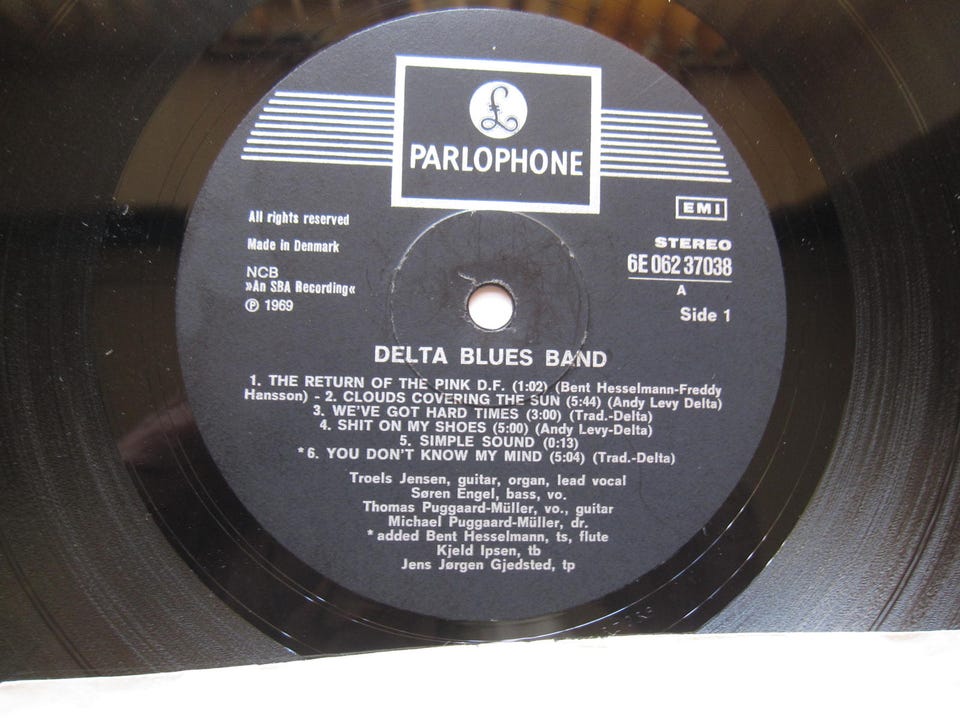 £
PARLOPHONE
EMI
All rights reserved
Made in Denmark
NCB
»An SBA Recording«
℗ 1969
STEREO
6E 062 37038
A
Side 1
DELTA BLUES BAND
1. THE RETURN OF THE PINK D.F. (1:02) (Bent Hesselmann-Freddy
Hansson) - 2. CLOUDS COVERING THE SUN (5:44) (Andy Levy Delta)
3. WE'VE GOT HARD TIMES (3:00) (Trad.-Delta)
4. SHIT ON MY SHOES (5:00) (Andy Levy-Delta)
5. SIMPLE SOUND (0:13)
*6. YOU DON'T KNOW MY MIND (5:04) (Trad.-Delta)
Troels Jensen, guitar, organ, lead vocal
Søren Engel, bass, vo.
Thomas Puggaard-Müller, vo., guitar
Michael Puggaard-Müller, dr.
*added Bent Hesselmann, ts, flute
Kjeld Ipsen, tb
Jens Jørgen Gjedsted, tp